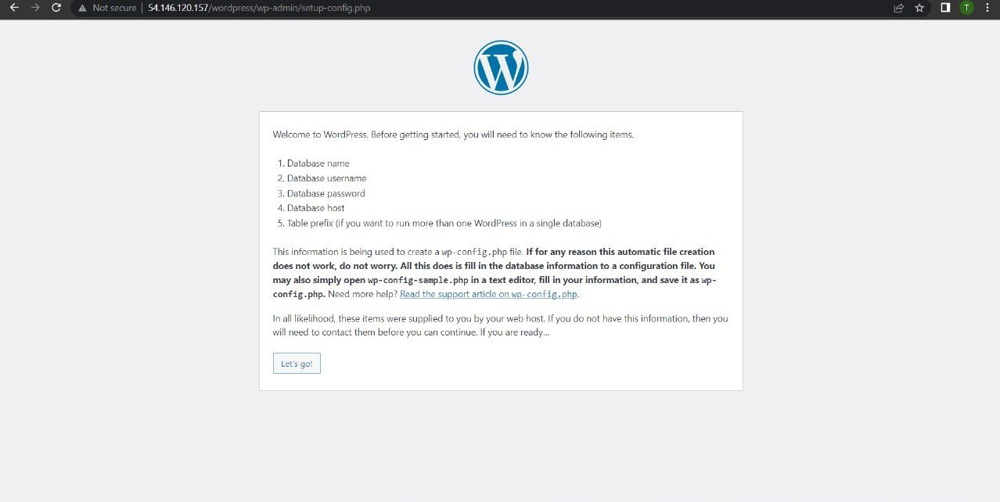 Not secure | 54.146.120.157/wordpress/wp-admin/setup-config.php
T
W
Welcome to WordPress. Before getting started, you will need to know the following items.
1. Database name
2. Database username
3. Database password
4. Database host
5. Table prefix (if you want to run more than one WordPress in a single database)
This information is being used to create a wp-config.php file. If for any reason this automatic file creation
does not work, do not worry. All this does is fill in the database information to a configuration file. You
may also simply open wp-config-sample.php in a text editor, fill in your information, and save it as wp-
config.php. Need more help? Read the support article on wp-config.php.
In all likelihood, these items were supplied to you by your web host. If you do not have this information, then you
will need to contact them before you can continue. If you are ready…
Let's go!